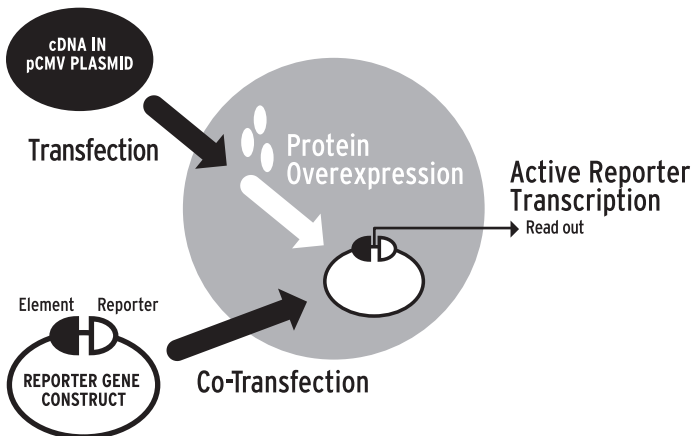 cDNA IN
pCMV PLASMID
Transfection
Protein
Overexpression
Active Reporter
Transcription
Read out
Element Reporter
REPORTER GENE
CONSTRUCT
Co-Transfection